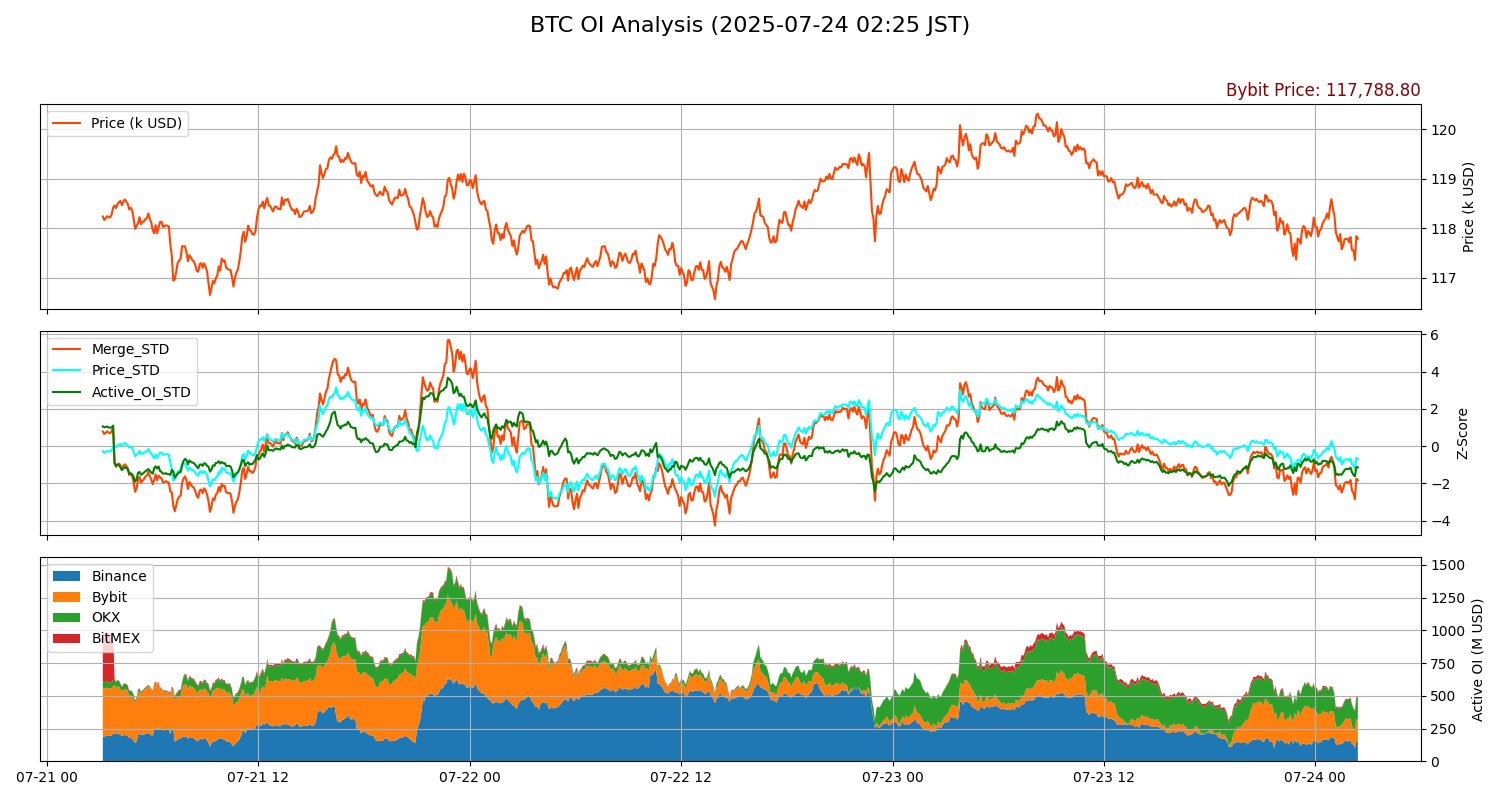 BTC OI Analysis (2025-07-24 02:25 JST)
Bybit Price: 117,788.80
Price (k USD)
120
119
118
117
Price (k USD)
Merge_STD
Price_STD
Active_OI_STD
6
4
2
0
−2
−4
Z-Score
Binance
Bybit
OKX
BitMEX
1500
1250
1000
750
500
250
0
Active OI (M USD)
07-21 00
07-21 12
07-22 00
07-22 12
07-23 00
07-23 12
07-24 00